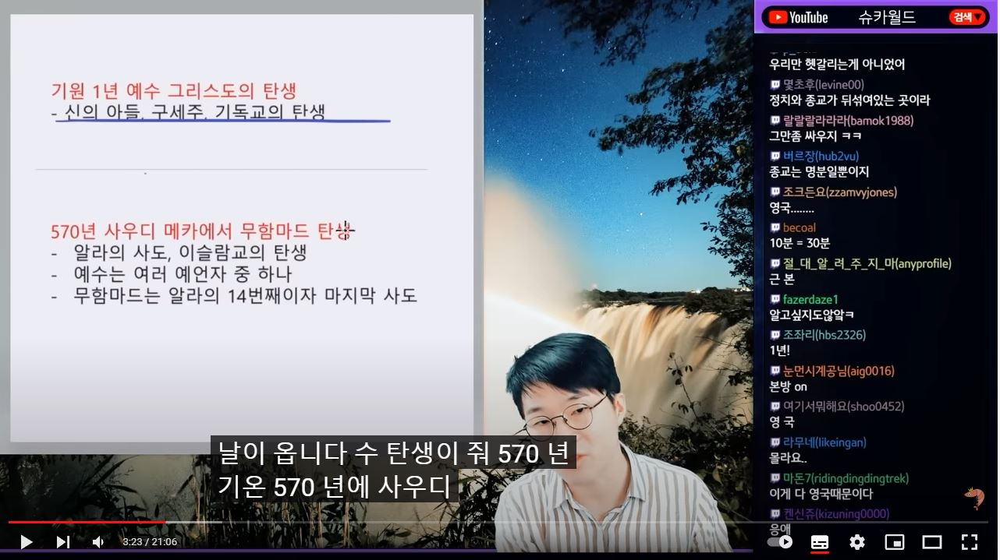 기원 1년 예수 그리스도의 탄생
- 신의 아들, 구세주, 기독교의 탄생
570년 사우디 메카에서 무함마드 탄생
- 알라의 사도, 이슬람교의 탄생
- 예수는 여러 예언자 중 하나
- 무함마드는 알라의 14번째이자 마지막 사도
날이 옵니다 수 탄생이 줘 570 년
기온 570 년에 사우디
3:23 / 21:06
YouTube 슈카월드 검색
우리만 헷갈리는게 아니었어
몇초후(levine00)
정치와 종교가 뒤섞여있는 곳이라
랄랄랄라라라(bamok1988)
그만좀 싸우지 ㅋㅋ
버르장(hub2vu)
종교는 명분일뿐이지
조크든요(zzamvyjones)
영국........
becoal
10분 = 30분
절_대_알_려_주_지_마(anyprofile)
근 본
fazerdaze1
알고싶지도않앜ㅋ
조좌리(hbs2326)
1년!
눈먼시계공님(aig0016)
본방 on
여기서뭐해요(shoo0452)
영 국
라무네(likeingan)
몰라요..
마돈7(ridingdingdingtrek)
이게 다 영국때문이다
켄신쥬(kizuning0000)
응애